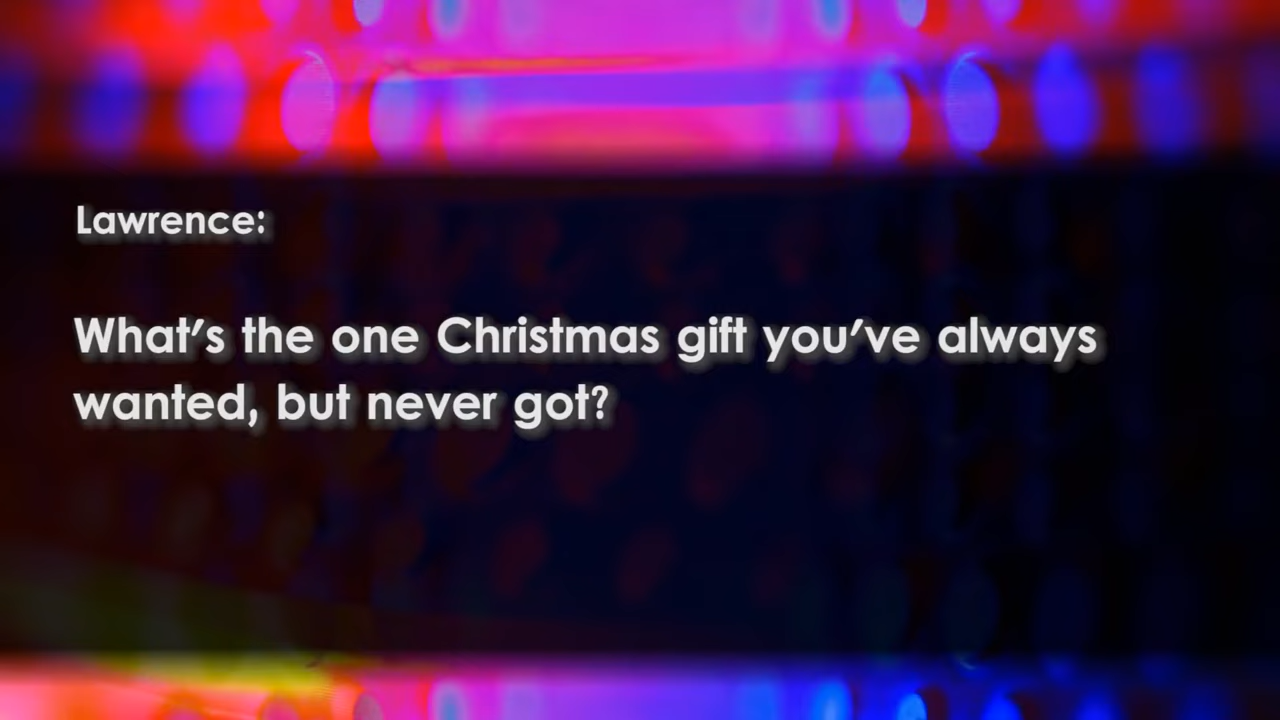 Lawrence:
What's the one Christmas gift you've always
wanted, but never got?